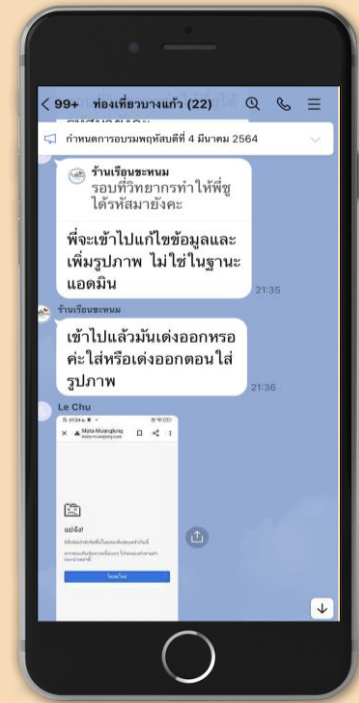 99+ ท่องเที่ยวบางแก้ว (22)
กำหนดการอบรมพฤหัสบดีที่ 4 มีนาคม 2564
ร้านเรือนขะหนม
รอบที่วิทยากรทำให้พี่ชู
ได้รหัสมายังคะ
พี่จะเข้าไปแก้ไขข้อมูลและ
เพิ่มรูปภาพ ไม่ใช่ในฐานะ
แอดมิน
21:35
ร้านเรือนขะหนม
เข้าไปแล้วมันเด่งออกหรอ
ค่ะ ใส่หรือเด่งออกตอน ใส่
รูปภาพ
21:36
Le Chu
แย่จัง!
โหลดใหม่